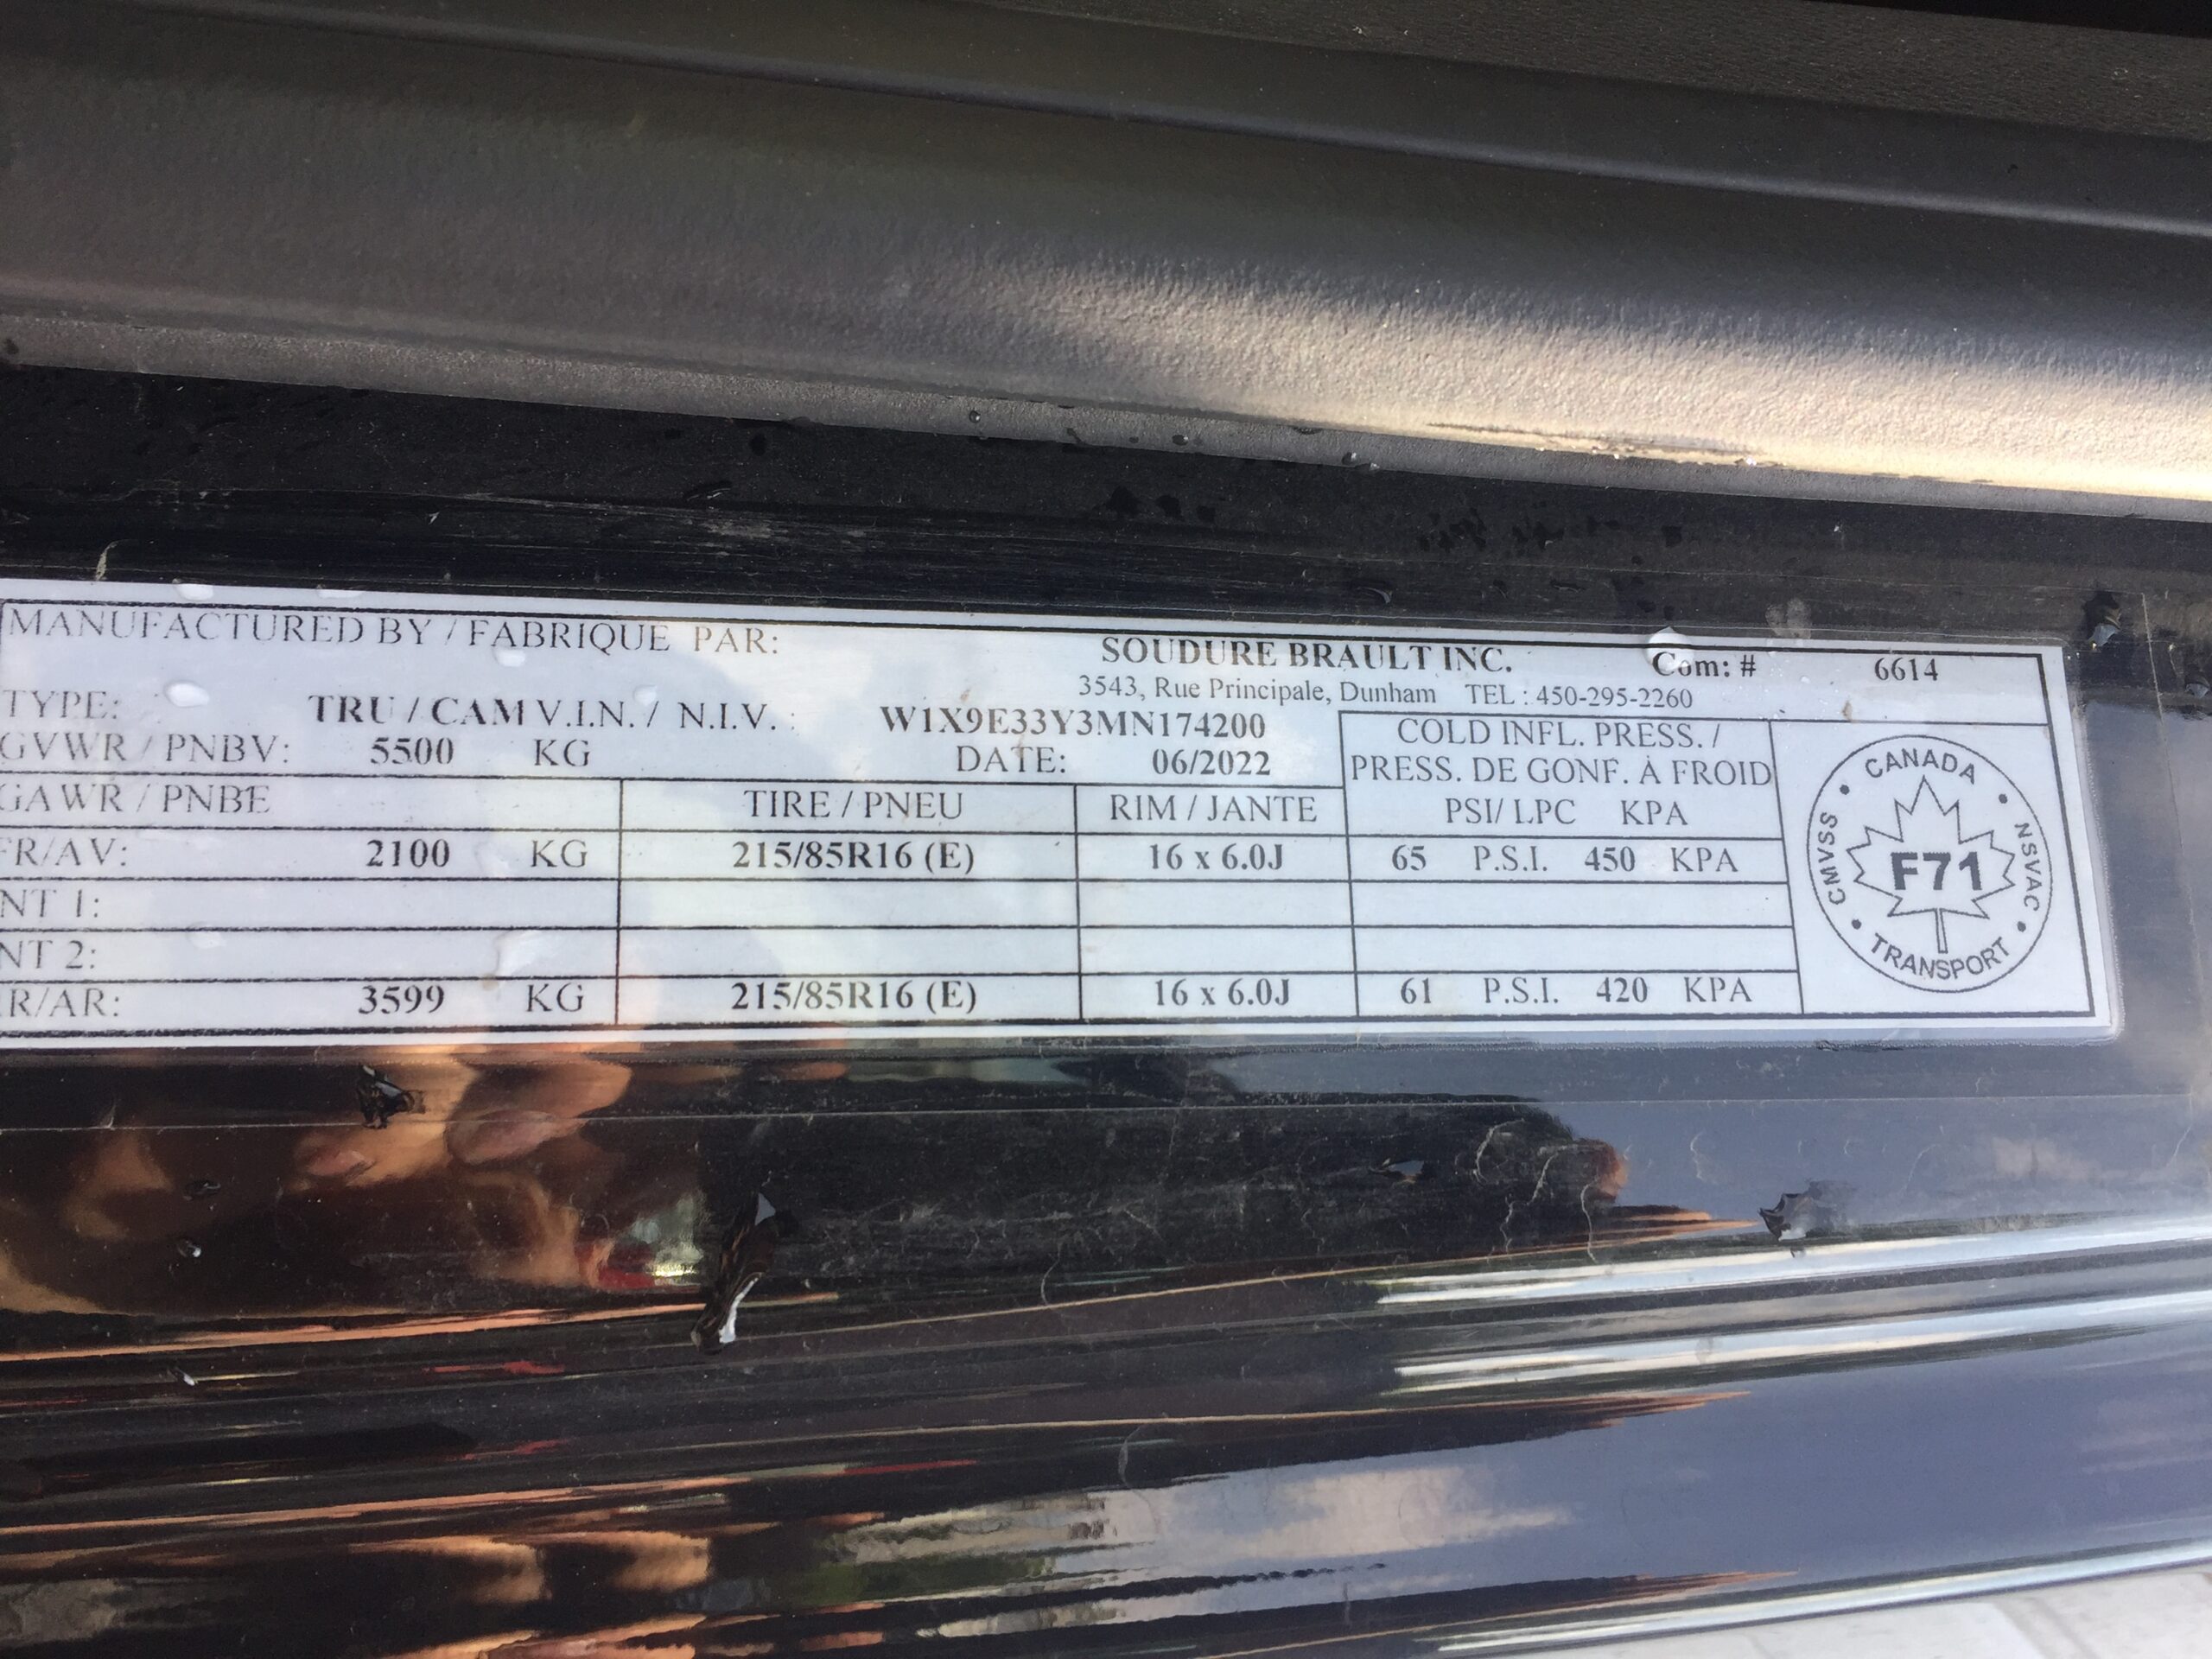 MANUFACTURED BY / FABRIQUE PAR: SOUDURE BRAULT INC. Com: # 6614
3543, Rue Principale, Dunham TEL : 450-295-2260
TYPE: TRU / CAM V.I.N. / N.I.V. : W1X9E33Y3MN174200
GVWR / PNBV: 5500 KG DATE: 06/2022
COLD INFL. PRESS. /
PRESS. DE GONF. À FROID
GAWR / PNBE TIRE / PNEU RIM / JANTE PSI/ LPC KPA
FR/AV: 2100 KG 215/85R16 (E) 16 x 6.0J 65 P.S.I. 450 KPA
NT 1:
NT 2:
R/AR: 3599 KG 215/85R16 (E) 16 x 6.0J 61 P.S.I. 420 KPA
CANADA
CMVSS
F71
NSVAC
TRANSPORT